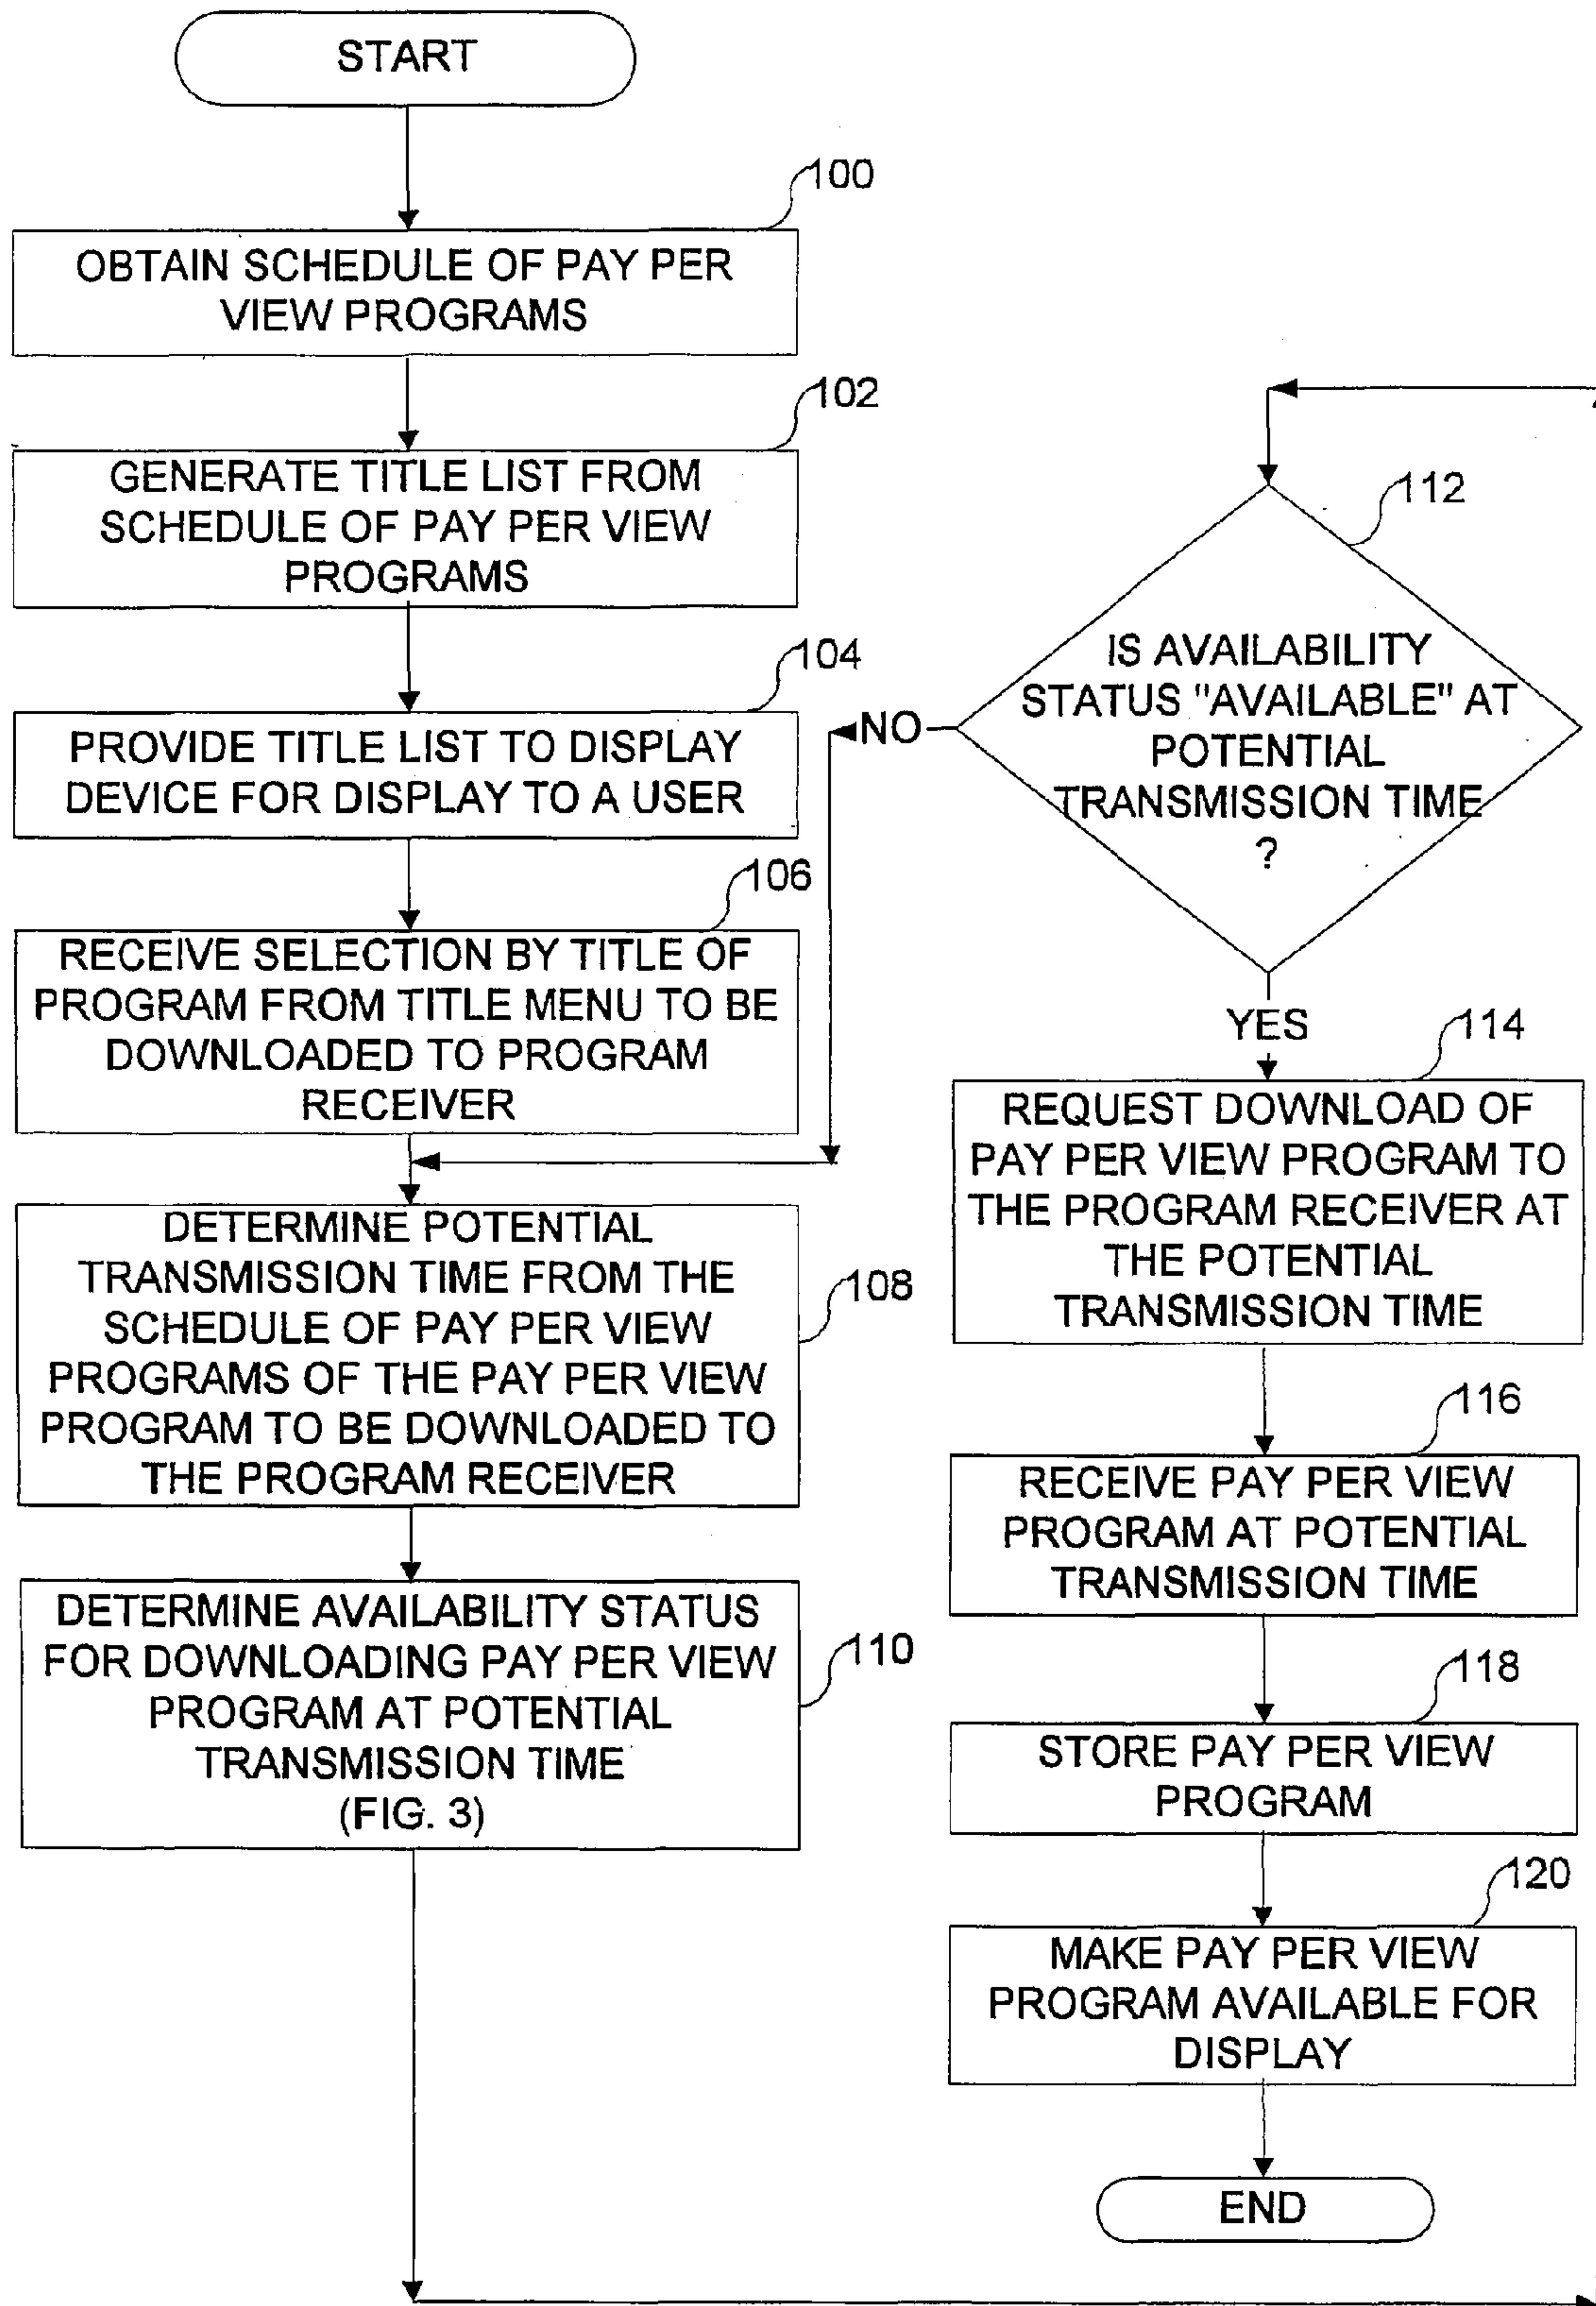 START
100
OBTAIN SCHEDULE OF PAY PER
VIEW PROGRAMS
102
GENERATE TITLE LIST FROM
SCHEDULE OF PAY PER VIEW
PROGRAMS
104
PROVIDE TITLE LIST TO DISPLAY
DEVICE FOR DISPLAY TO A USER
106
RECEIVE SELECTION BY TITLE OF
PROGRAM FROM TITLE MENU TO BE
DOWNLOADED TO PROGRAM
RECEIVER
108
DETERMINE POTENTIAL
TRANSMISSION TIME FROM THE
SCHEDULE OF PAY PER VIEW
PROGRAMS OF THE PAY PER VIEW
PROGRAM TO BE DOWNLOADED TO
THE PROGRAM RECEIVER
110
DETERMINE AVAILABILITY STATUS
FOR DOWNLOADING PAY PER VIEW
PROGRAM AT POTENTIAL
TRANSMISSION TIME
(FIG. 3)
112
IS AVAILABILITY
STATUS "AVAILABLE" AT
POTENTIAL
TRANSMISSION TIME
?
NO
YES
114
REQUEST DOWNLOAD OF
PAY PER VIEW PROGRAM TO
THE PROGRAM RECEIVER AT
THE POTENTIAL
TRANSMISSION TIME
116
RECEIVE PAY PER VIEW
PROGRAM AT POTENTIAL
TRANSMISSION TIME
118
STORE PAY PER VIEW
PROGRAM
120
MAKE PAY PER VIEW
PROGRAM AVAILABLE FOR
DISPLAY
END